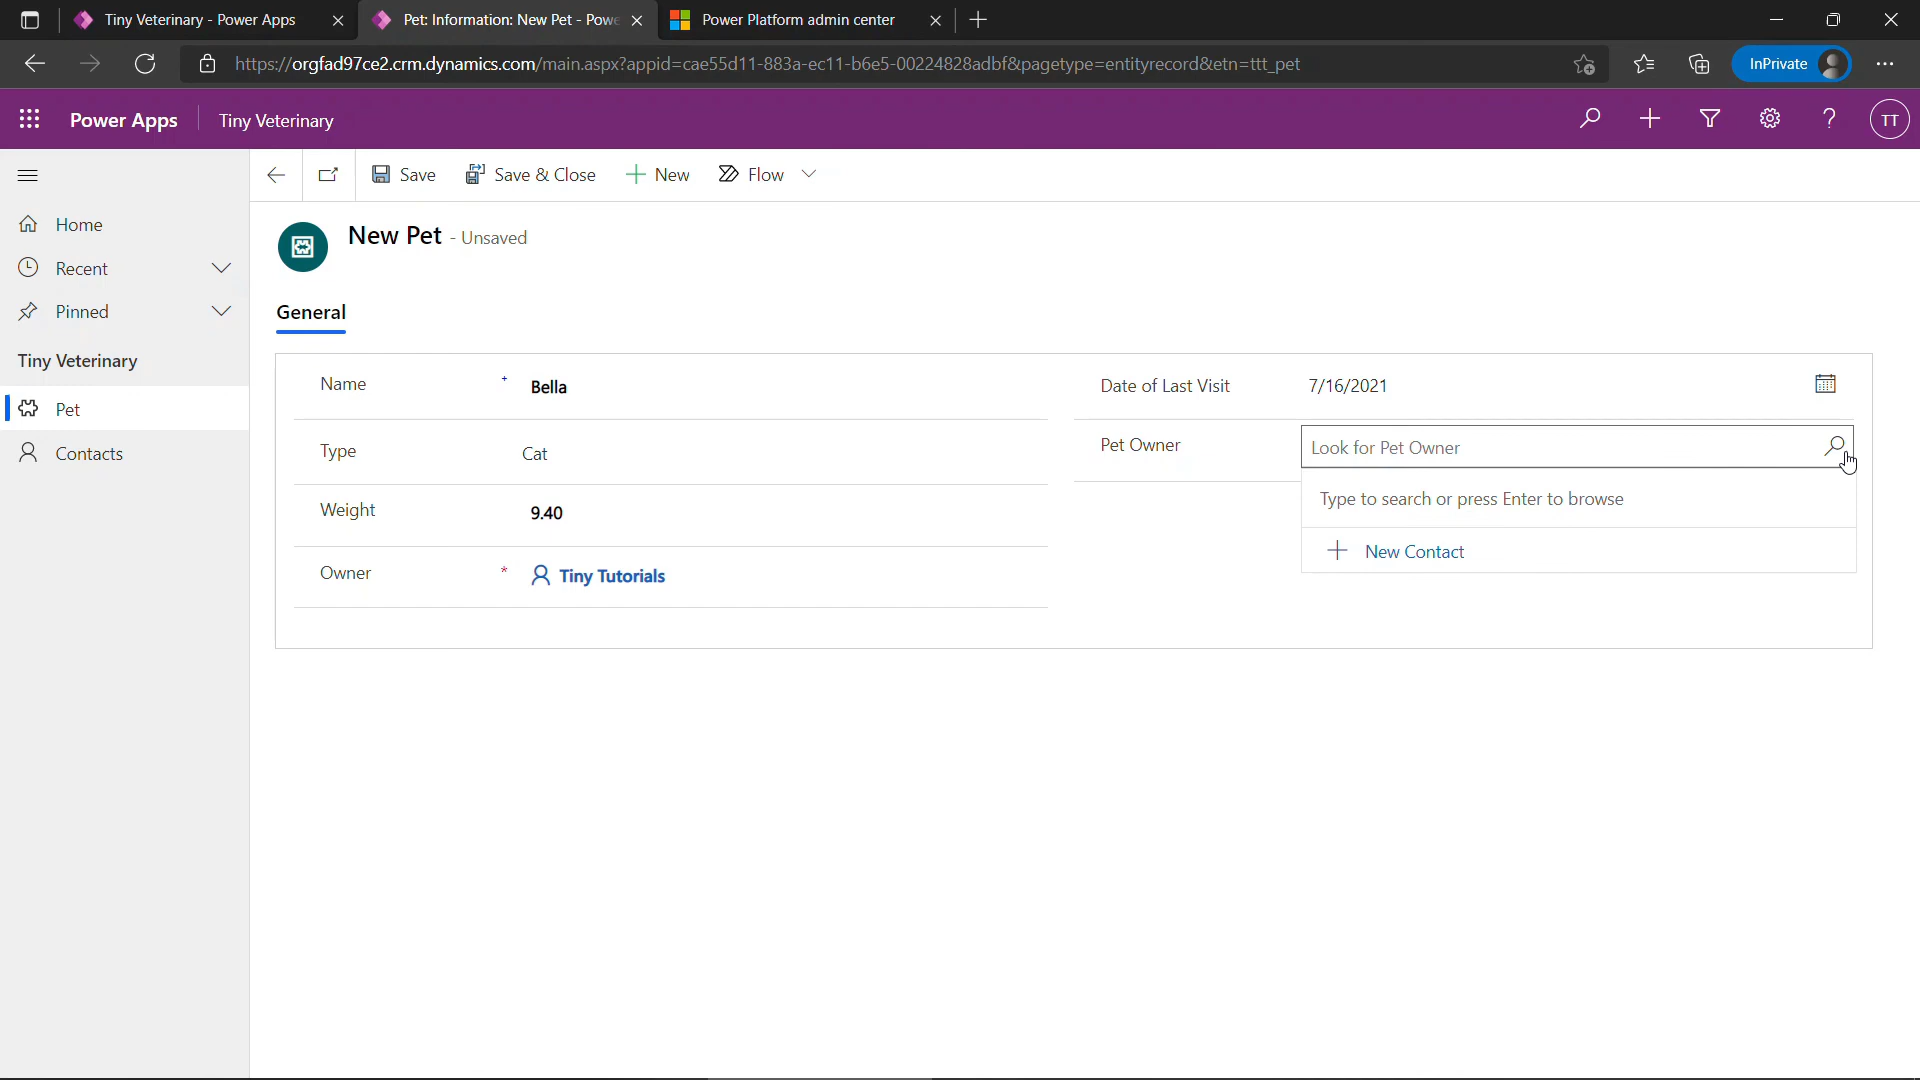 Tiny Veterinary - Power Apps
Pet: Information: New Pet - Powe
Power Platform admin center
https://orgfad97ce2.crm.dynamics.com/main.aspx?appid=cae55d11-883a-ec11-b6e5-00224828adbf&pagetype=entityrecord&etn=ttt_pet
InPrivate
Power Apps
Tiny Veterinary
TT
Save
Save & Close
New
Flow
Home
Recent
Pinned
Tiny Veterinary
Pet
Contacts
New Pet - Unsaved
General
Name + Bella
Type Cat
Weight 9.40
Owner * Tiny Tutorials
Date of Last Visit 7/16/2021
Pet Owner Look for Pet Owner
Type to search or press Enter to browse
New Contact